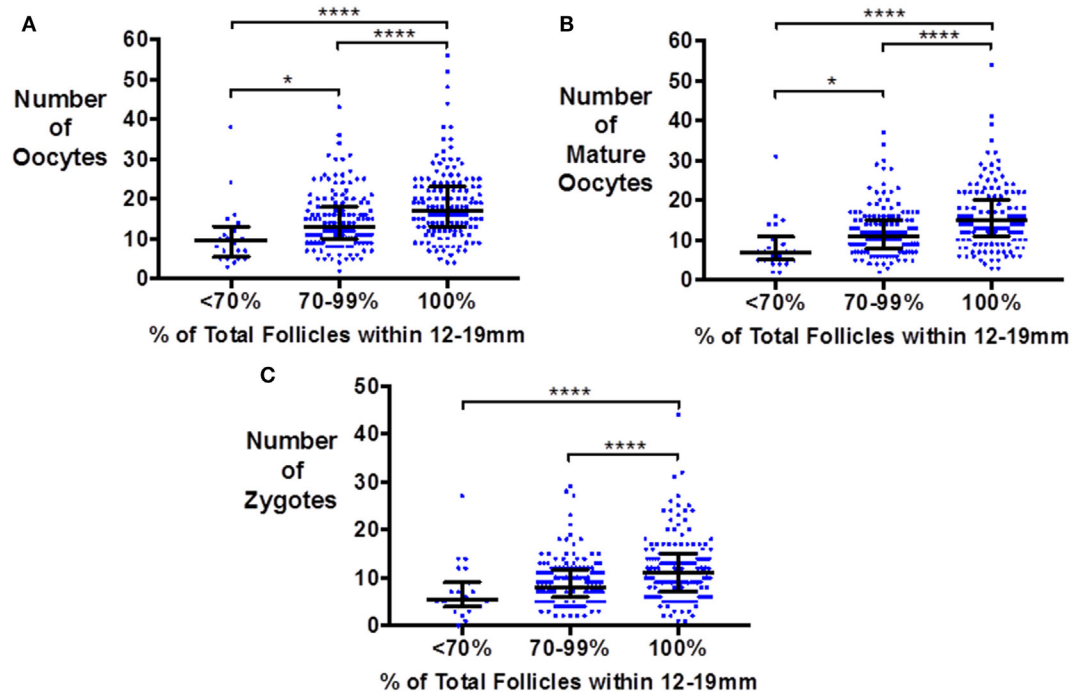 A
****
****
*
Number
of
Oocytes
60
50
40
30
20
10
0
<70%
70-99%
100%
% of Total Follicles within 12-19mm
B
****
****
*
Number
of
Mature
Oocytes
60
50
40
30
20
10
0
<70%
70-99%
100%
% of Total Follicles within 12-19mm
C
****
****
Number
of
Zygotes
50
40
30
20
10
0
<70%
70-99%
100%
% of Total Follicles within 12-19mm